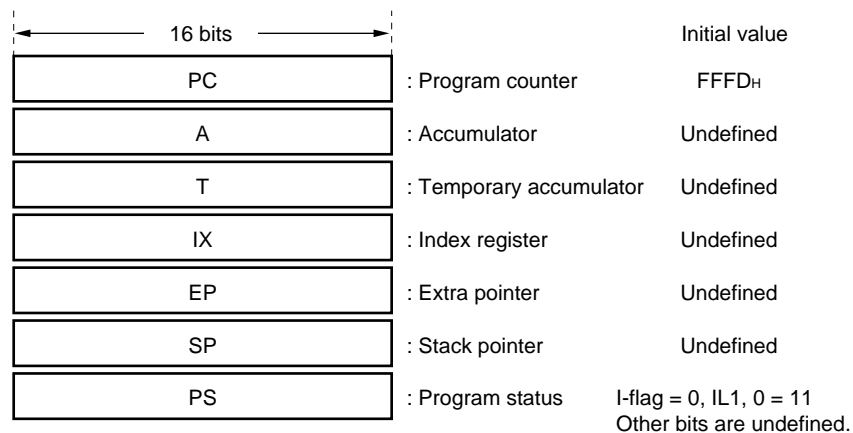 16 bits Initial value
PC : Program counter FFFDH
A : Accumulator Undefined
T : Temporary accumulator Undefined
IX : Index register Undefined
EP : Extra pointer Undefined
SP : Stack pointer Undefined
PS : Program status I-flag = 0, IL1, 0 = 11
Other bits are undefined.